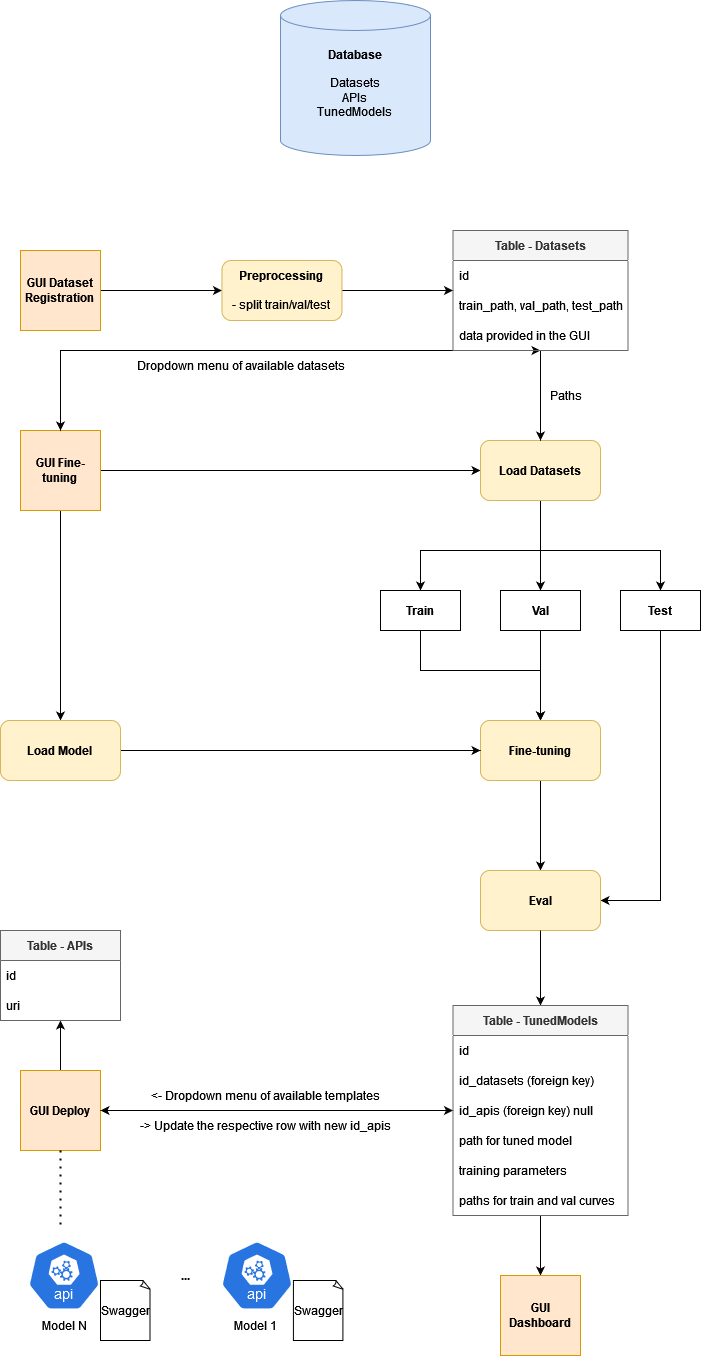 Database
Datasets
APIs
TunedModels
GUI Dataset
Registration
Preprocessing
- split train/val/test
Table - Datasets
id
train_path, val_path, test_path
data provided in the GUI
Dropdown menu of available datasets
Paths
GUI Fine-
tuning
Load Datasets
Train
Val
Test
Load Model
Fine-tuning
Eval
Table - APIs
id
uri
Table - TunedModels
id
id_datasets (foreign key)
id_apis (foreign key) null
path for tuned model
training parameters
paths for train and val curves
GUI Deploy
<- Dropdown menu of available templates
-> Update the respective row with new id_apis
api
Swagger
Model N
...
api
Swagger
Model 1
GUI
Dashboard